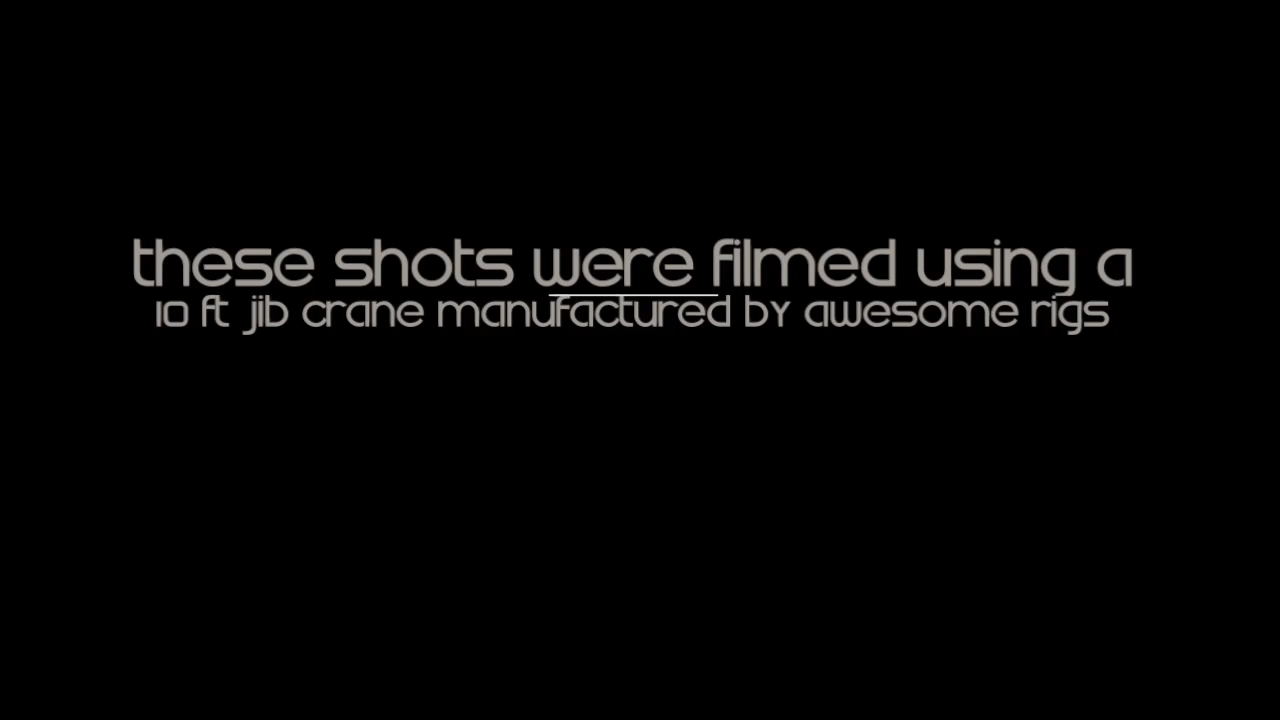 these shots were filmed using a
10 ft jib crane manufactured by awesome rigs